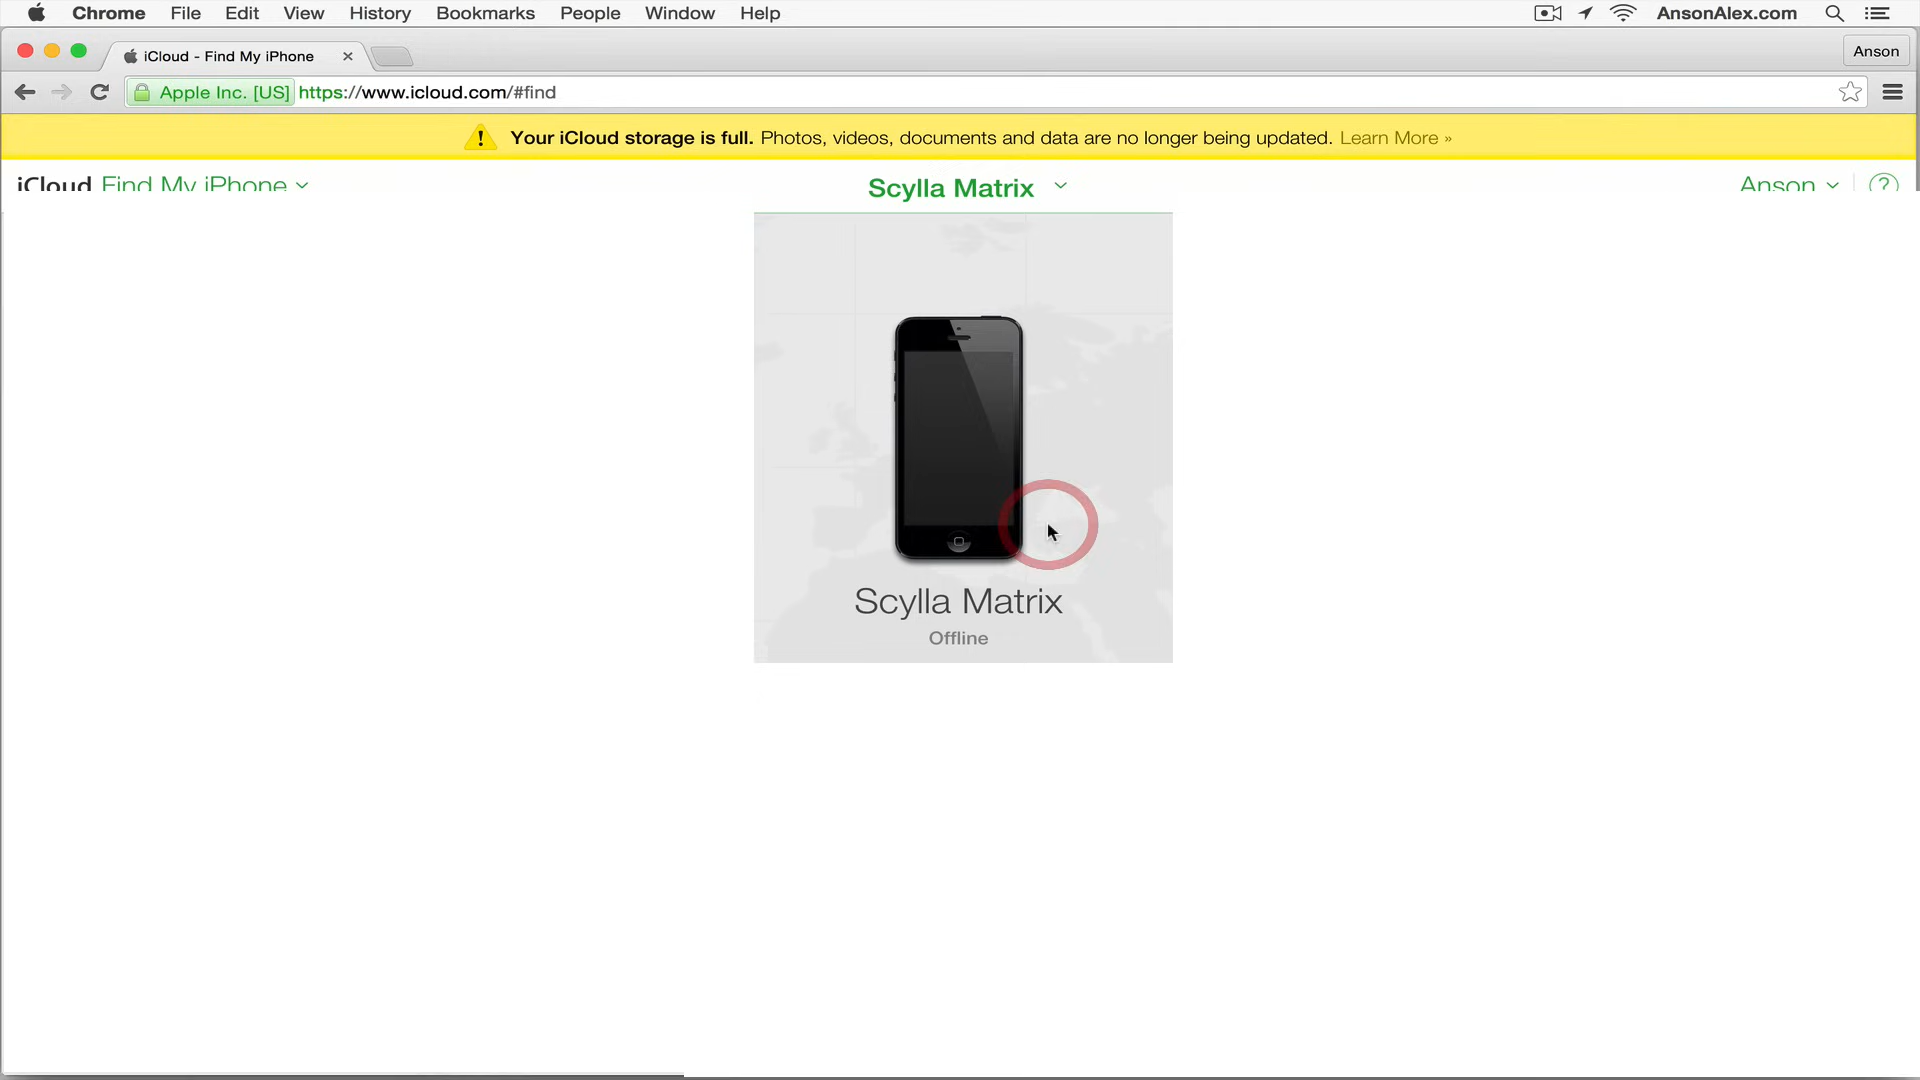 Chrome File Edit View History Bookmarks People Window Help AnsonAlex.com
iCloud - Find My iPhone Anson
Apple Inc. [US] https://www.icloud.com/#find
Your iCloud storage is full. Photos, videos, documents and data are no longer being updated. Learn More »
iCloud Find My iPhone Scylla Matrix Anson ?
Scylla Matrix
Offline